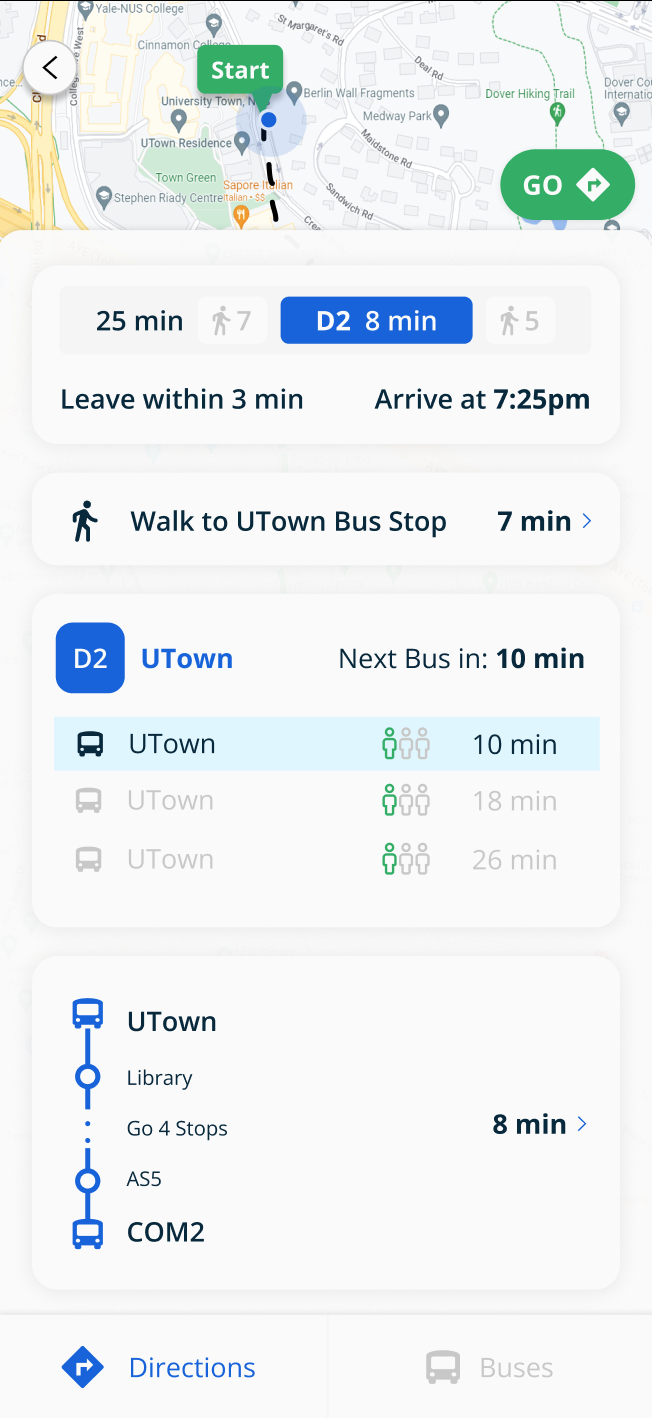 Yale-NUS College
St Margaret's Rd
Cinnamon College
College Ave West
Start
Deal Rd
Berlin Wall Fragments
Dover Hiking Trail
University Town, N
Medway Park
UTown Residence
Maidstone Rd
Town Green
Sapore Italian
Italian • $$
Stephen Riady Centre
Sandwich Rd
GO
25 min
7
D2 8 min
5
Leave within 3 min
Arrive at 7:25pm
Walk to UTown Bus Stop
7 min
D2
UTown
Next Bus in: 10 min
UTown
10 min
UTown
18 min
UTown
26 min
UTown
Library
Go 4 Stops
8 min
AS5
COM2
Directions
Buses